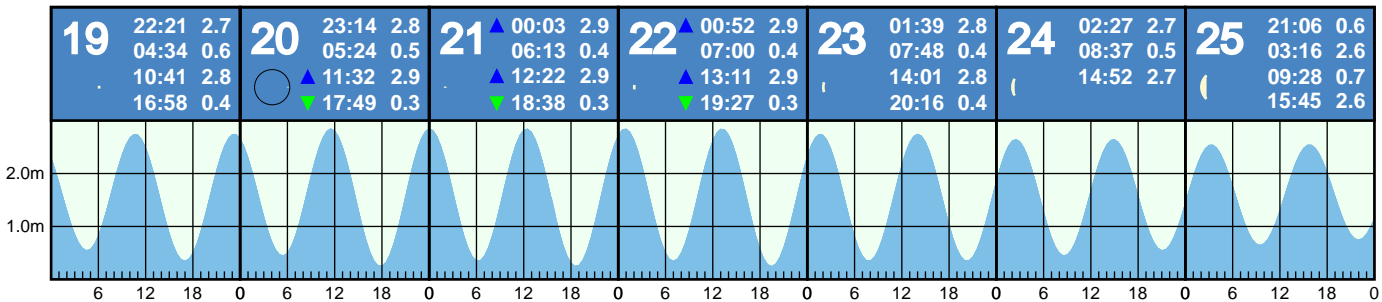 19 22:21 2.7
04:34 0.6
10:41 2.8
16:58 0.4
20 23:14 2.8
05:24 0.5
▲ 11:32 2.9
▼ 17:49 0.3
21 ▲ 00:03 2.9
06:13 0.4
▲ 12:22 2.9
▼ 18:38 0.3
22 ▲ 00:52 2.9
07:00 0.4
▲ 13:11 2.9
▼ 19:27 0.3
23 01:39 2.8
07:48 0.4
14:01 2.8
20:16 0.4
24 02:27 2.7
08:37 0.5
14:52 2.7
25 21:06 0.6
03:16 2.6
09:28 0.7
15:45 2.6
2.0m
1.0m
6 12 18 0 6 12 18 0 6 12 18 0 6 12 18 0 6 12 18 0 6 12 18 0 6 12 18 0